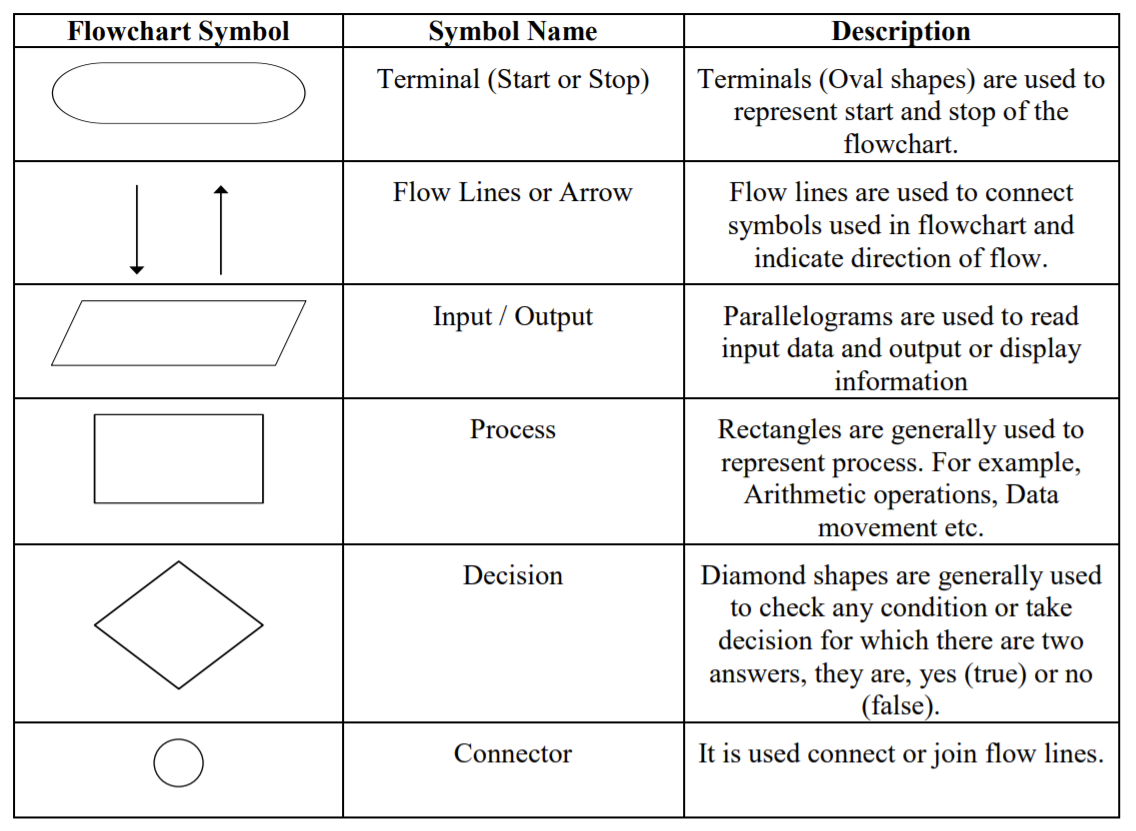 Flowchart Symbol Symbol Name Description
Terminal (Start or Stop) Terminals (Oval shapes) are used to
represent start and stop of the
flowchart.
Flow Lines or Arrow Flow lines are used to connect
symbols used in flowchart and
indicate direction of flow.
Input / Output Parallelograms are used to read
input data and output or display
information
Process Rectangles are generally used to
represent process. For example,
Arithmetic operations, Data
movement etc.
Decision Diamond shapes are generally used
to check any condition or take
decision for which there are two
answers, they are, yes (true) or no
(false).
Connector It is used connect or join flow lines.